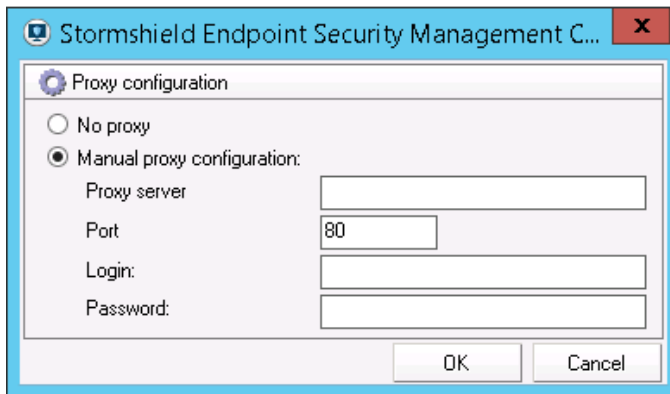 Stormshield Endpoint Security Management C...
x
Proxy configuration
No proxy
Manual proxy configuration:
Proxy server
Port 80
Login:
Password:
OK Cancel